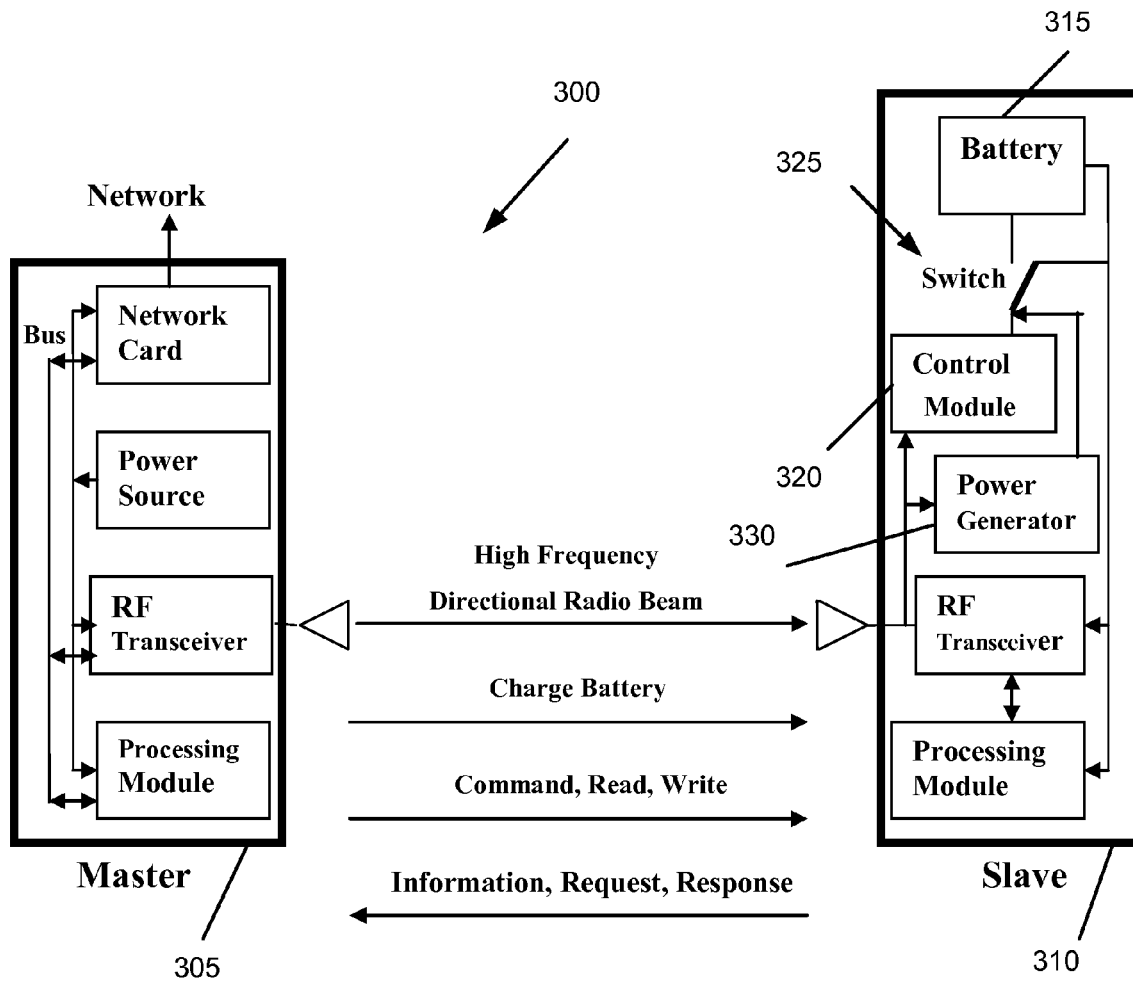 315
300
Battery
325
Network
Switch
Network
Card
Bus
Control
Module
Power
Source
320
Power
Generator
330
High Frequency
Directional Radio Beam
RF
Transceiver
RF
Transceiver
Charge Battery
Processing
Module
Processing
Module
Command, Read, Write
Master
Slave
Information, Request, Response
305
310